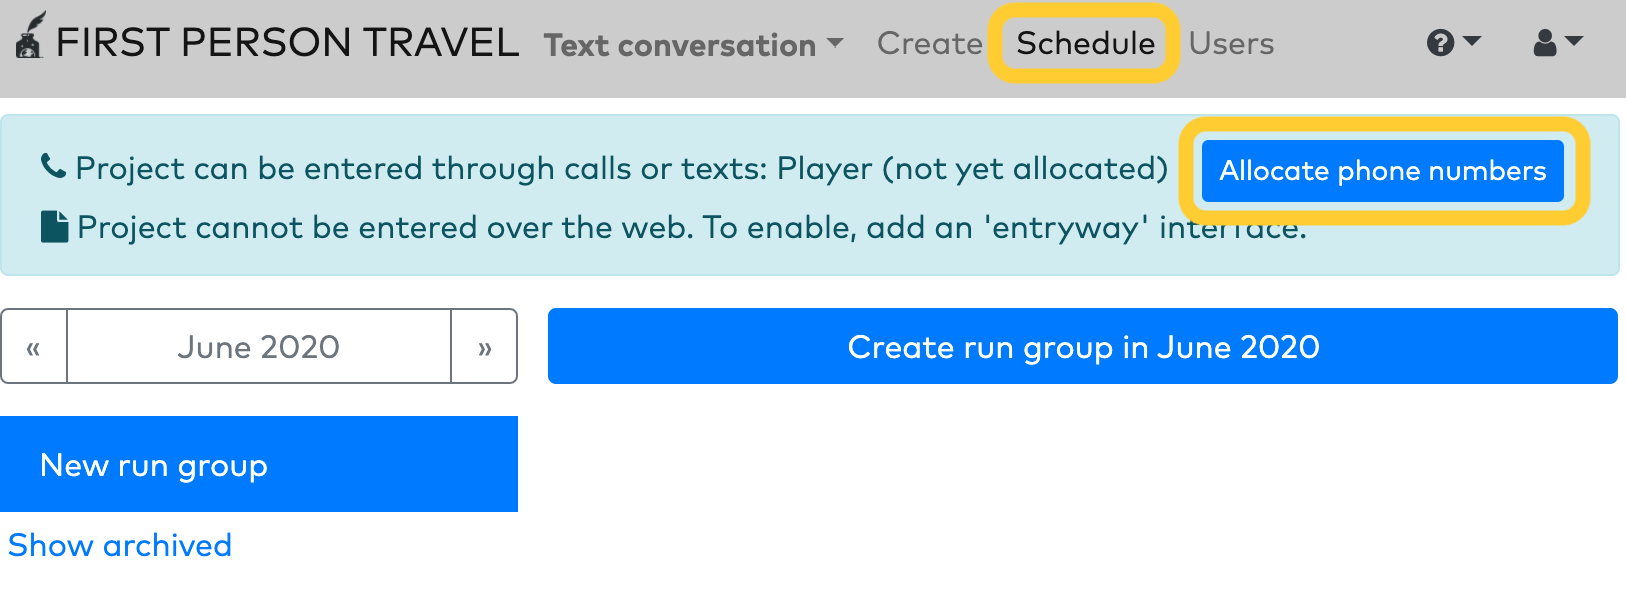 FIRST PERSON TRAVEL Text conversation Create Schedule Users ?
Project can be entered through calls or texts: Player (not yet allocated) Allocate phone numbers
Project cannot be entered over the web. To enable, add an 'entryway' interface.
« June 2020 » Create run group in June 2020
New run group
Show archived